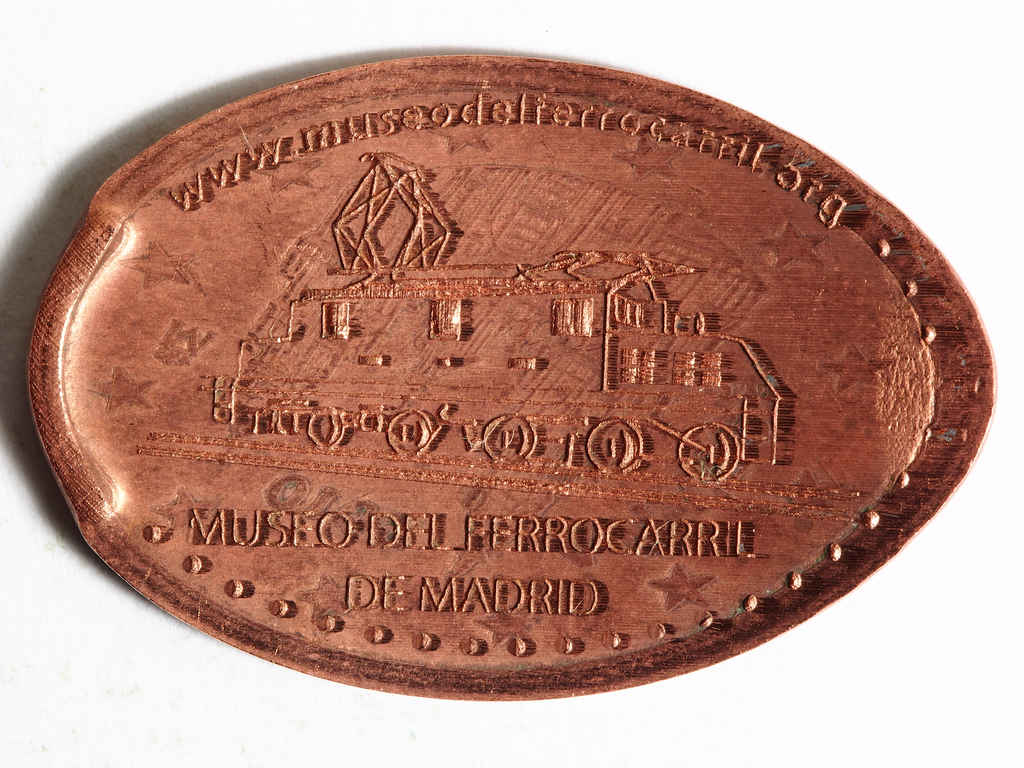 www.museodelferrocarril.org
MUSEO DEL FERROCARRIL
DE MADRID